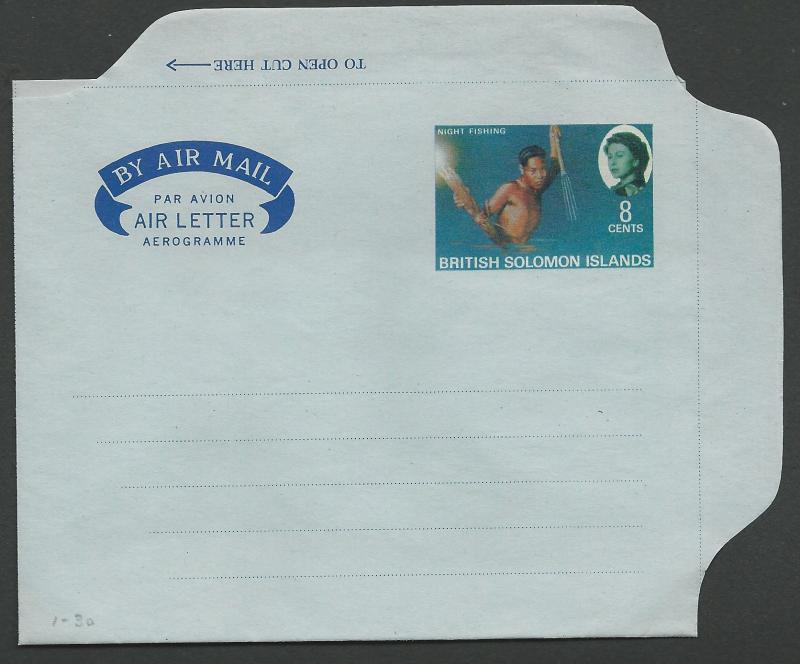 TO OPEN CUT HERE
BY AIR MAIL
PAR AVION
AIR LETTER
AEROGRAMME
NIGHT FISHING
8
CENTS
BRITISH SOLOMON ISLANDS
1-30